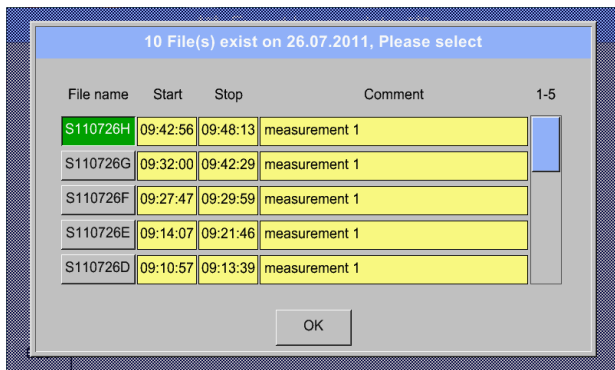 10 File(s) exist on 26.07.2011, Please select
File name Start Stop Comment 1-5
S110726H 09:42:56 09:48:13 measurement 1
S110726G 09:32:00 09:42:29 measurement 1
S110726F 09:27:47 09:29:59 measurement 1
S110726E 09:14:07 09:21:46 measurement 1
S110726D 09:10:57 09:13:39 measurement 1
OK